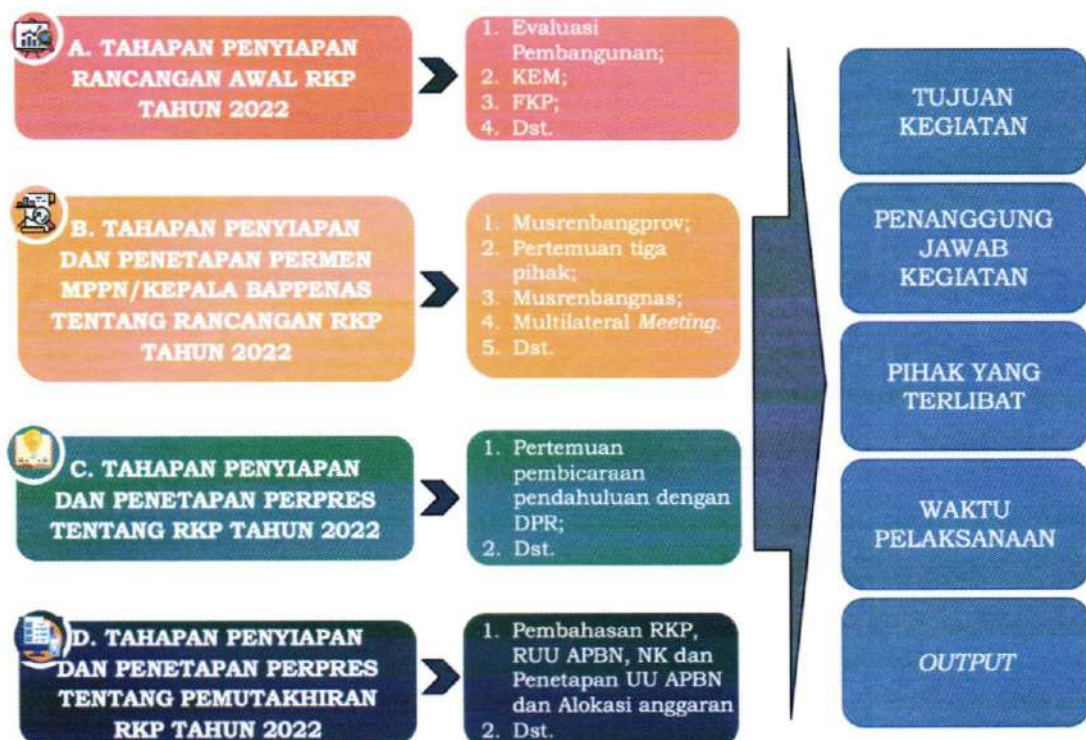 A. TAHAPAN PENYIAPAN
RANCANGAN AWAL RKP
TAHUN 2022
1. Evaluasi
Pembangunan;
2. KEM;
3. FKP;
4. Dst.
B. TAHAPAN PENYIAPAN
DAN PENETAPAN PERMEN
MPPN/KEPALA BAPPENAS
TENTANG RANCANGAN RKP
TAHUN 2022
1. Musrenbangprov;
2. Pertemuan tiga
pihak;
3. Musrenbangnas;
4. Multilateral Meeting.
5. Dst.
C. TAHAPAN PENYIAPAN
DAN PENETAPAN PERPRES
TENTANG RKP TAHUN 2022
1. Pertemuan
pembicaraan
pendahuluan dengan
DPR;
2. Dst.
D. TAHAPAN PENYIAPAN
DAN PENETAPAN PERPRES
TENTANG PEMUTAKHIRAN
RKP TAHUN 2022
1. Pembahasan RKP,
RUU APBN, NK dan
Penetapan UU APBN
dan Alokasi anggaran
2. Dst.
TUJUAN
KEGIATAN
PENANGGUNG
JAWAB
KEGIATAN
PIHAK YANG
TERLIBAT
WAKTU
PELAKSANAAN
OUTPUT